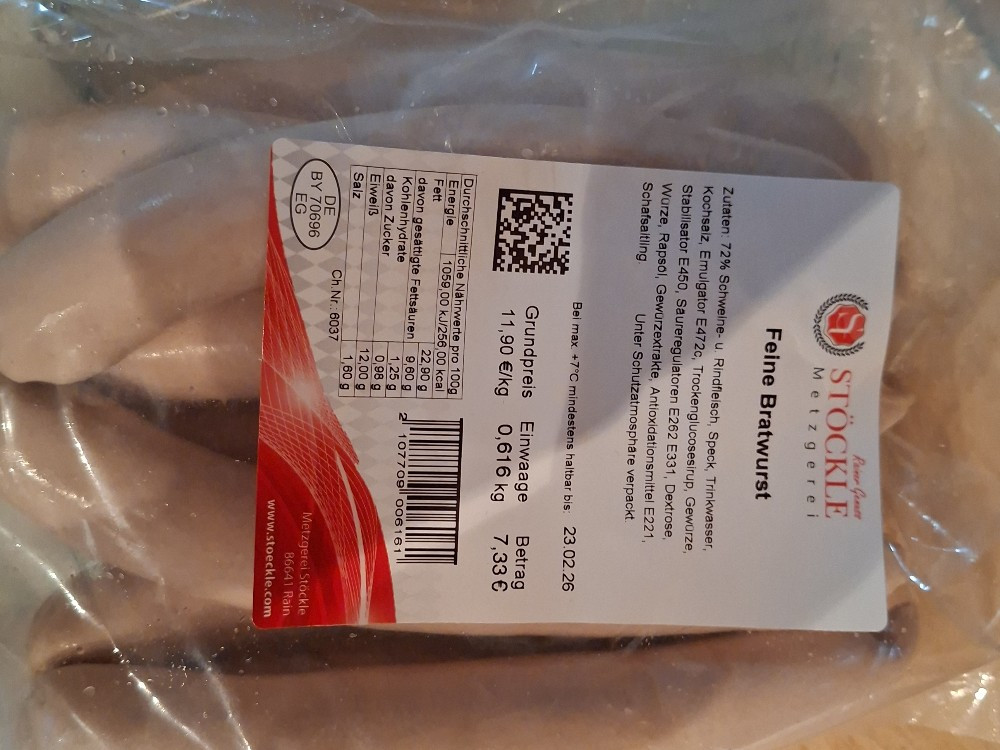 Reiner Genuß
STÖCKLE
Metzgerei
Feine Bratwurst
Zutaten: 72% Schweine- u. Rindfleisch, Speck, Trinkwasser,
Kochsalz, Emulgator E472c, Trockenglucosesirup, Gewürze,
Stabilisator E450, Säureregulatoren E262 E331, Dextrose,
Würze, Rapsöl, Gewürzextrakte, Antioxidationsmittel E221,
Schafsaitling. Unter Schutzatmosphäre verpackt.
Bei max. +7°C mindestens haltbar bis: 23.02.26
Grundpreis Einwaage Betrag
11,90 €/kg 0,616 kg 7,33 €
Durchschnittliche Nährwerte pro 100g
Energie 1059,00 kJ/256,00 kcal
Fett 22,90 g
davon gesättigte Fettsäuren 9,60 g
Kohlenhydrate 1,25 g
davon Zucker 0,98 g
Eiweiß 12,00 g
Salz 1,60 g
2 107709 006161
Ch.Nr.:6037
DE
BY 70696
EG
Metzgerei Stöckle
86641 Rain
www.stoeckle.com